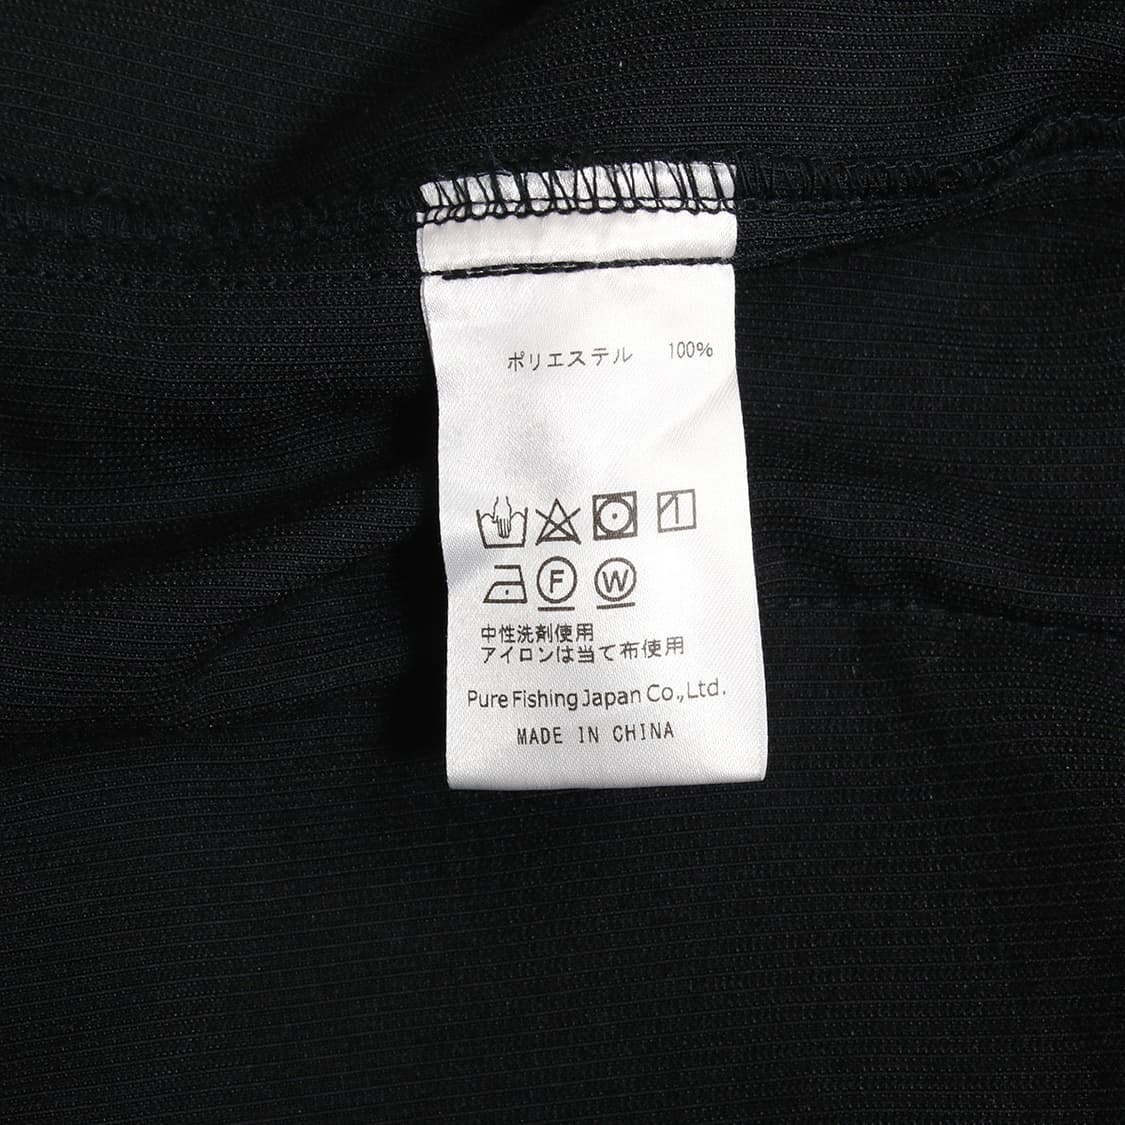 ポリエステル 100%
F W
中性洗剤使用
アイロンは当て布使用
Pure Fishing Japan Co.,Ltd.
MADE IN CHINA